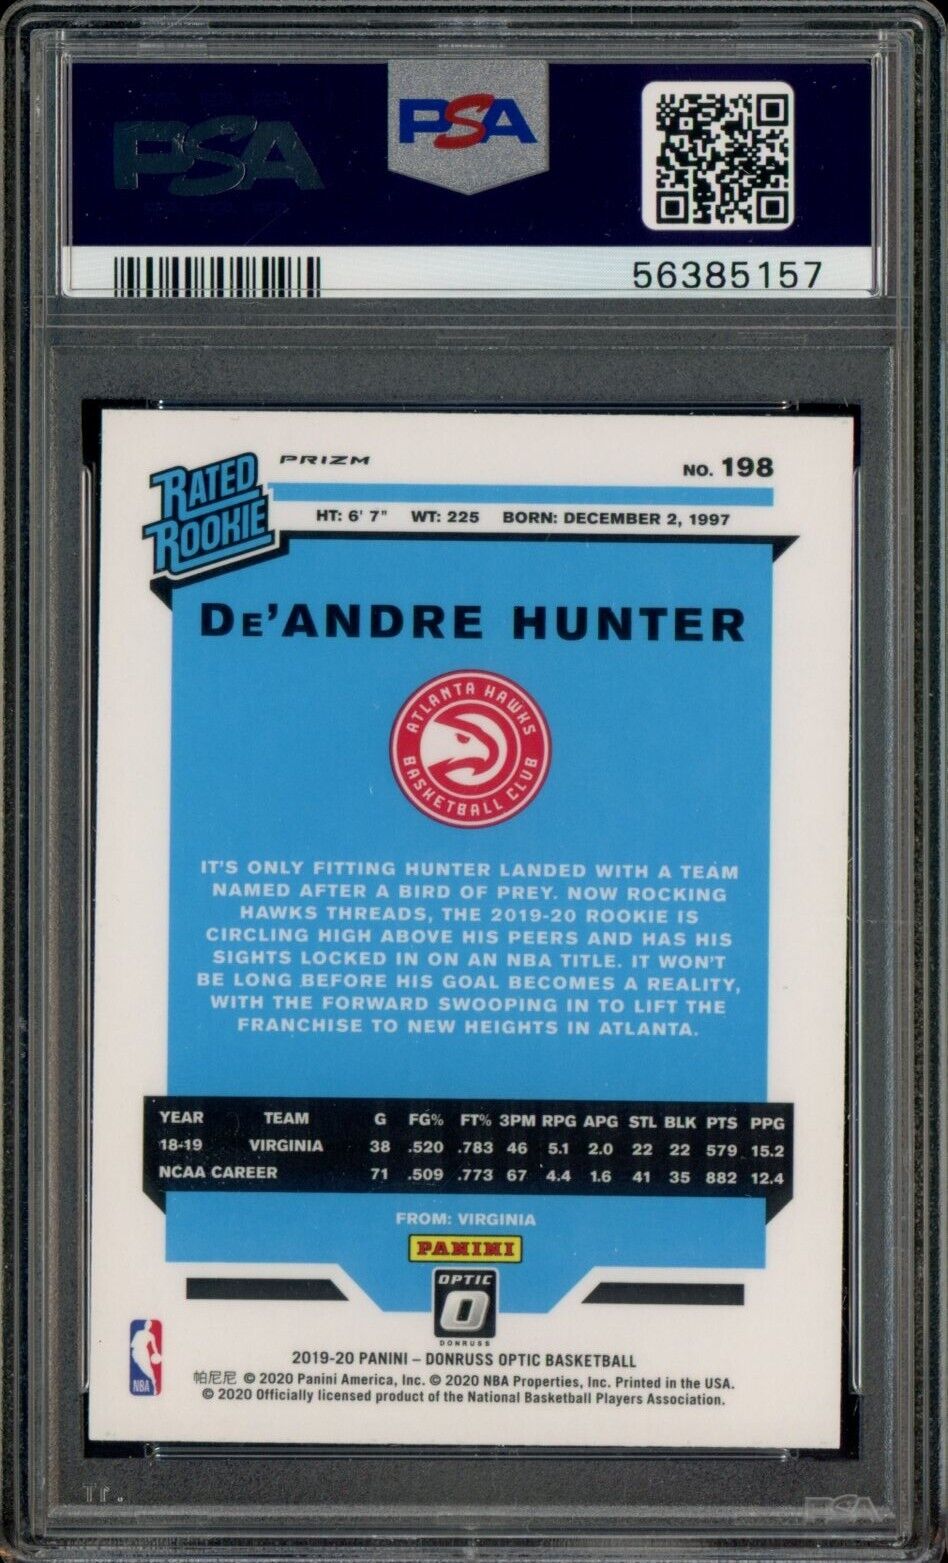 PSA
PSA
56385157
RATED ROOKIE
PRIZM
NO. 198
HT: 6' 7" WT: 225 BORN: DECEMBER 2, 1997
DE'ANDRE HUNTER
ATLANTA HAWKS
BASKETBALL CLUB
IT'S ONLY FITTING HUNTER LANDED WITH A TEAM
NAMED AFTER A BIRD OF PREY. NOW ROCKING
HAWKS THREADS, THE 2019-20 ROOKIE IS
CIRCLING HIGH ABOVE HIS PEERS AND HAS HIS
SIGHTS LOCKED IN ON AN NBA TITLE. IT WON'T
BE LONG BEFORE HIS GOAL BECOMES A REALITY,
WITH THE FORWARD SWOOPING IN TO LIFT THE
FRANCHISE TO NEW HEIGHTS IN ATLANTA.
YEAR TEAM G FG% FT% 3PM RPG APG STL BLK PTS PPG
18-19 VIRGINIA 38 .520 .783 46 5.1 2.0 22 22 579 15.2
NCAA CAREER 71 .509 .773 67 4.4 1.6 41 35 882 12.4
FROM: VIRGINIA
PANINI
OPTIC
O
DONRUSS
NBA
2019-20 PANINI – DONRUSS OPTIC BASKETBALL
帕尼尼 © 2020 Panini America, Inc. © 2020 NBA Properties, Inc. Printed in the USA.
© 2020 Officially licensed product of the National Basketball Players Association.
PSA